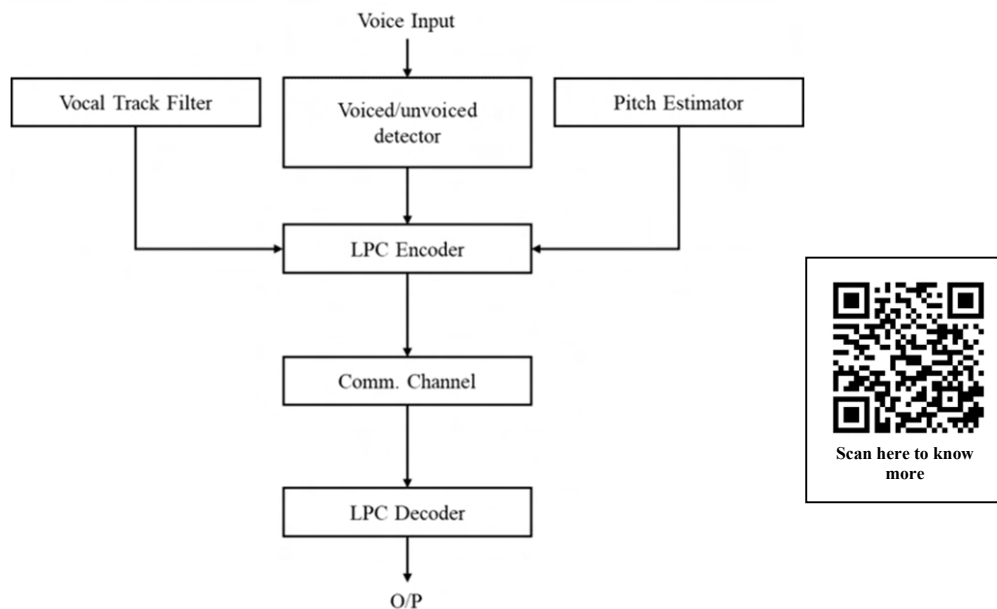 Voice Input
Vocal Track Filter
Voiced/unvoiced
detector
Pitch Estimator
LPC Encoder
Comm. Channel
Scan here to know
more
LPC Decoder
O/P